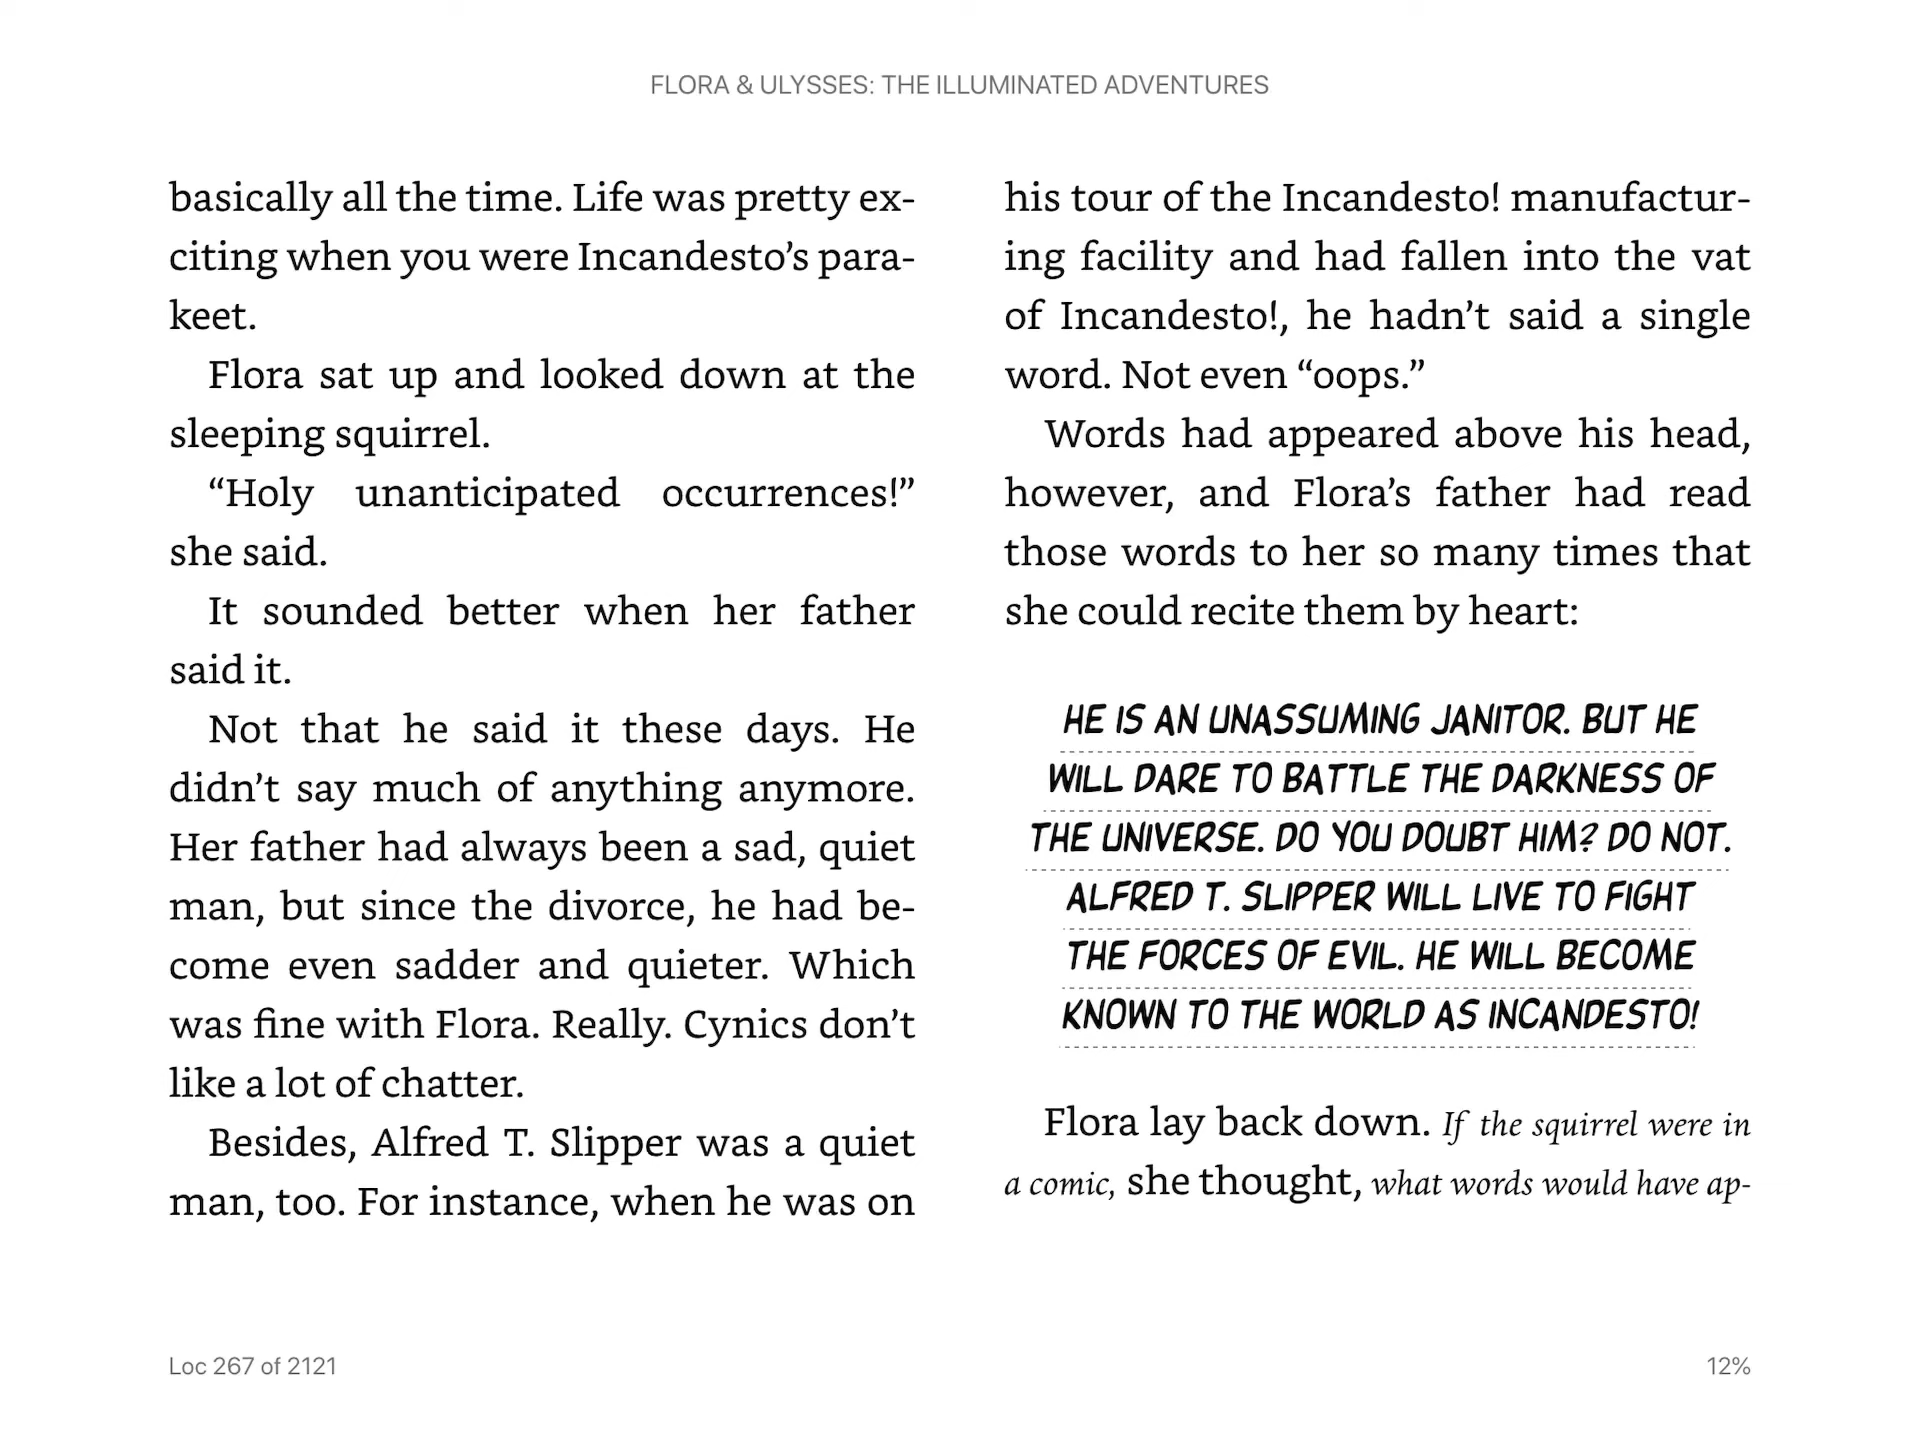 FLORA & ULYSSES: THE ILLUMINATED ADVENTURES
basically all the time. Life was pretty ex-
citing when you were Incandesto’s para-
keet.
Flora sat up and looked down at the
sleeping squirrel.
“Holy unanticipated occurrences!”
she said.
It sounded better when her father
said it.
Not that he said it these days. He
didn’t say much of anything anymore.
Her father had always been a sad, quiet
man, but since the divorce, he had be-
come even sadder and quieter. Which
was fine with Flora. Really. Cynics don’t
like a lot of chatter.
Besides, Alfred T. Slipper was a quiet
man, too. For instance, when he was on
his tour of the Incandesto! manufactur-
ing facility and had fallen into the vat
of Incandesto!, he hadn’t said a single
word. Not even “oops.”
Words had appeared above his head,
however, and Flora’s father had read
those words to her so many times that
she could recite them by heart:
HE IS AN UNASSUMING JANITOR. BUT HE
WILL DARE TO BATTLE THE DARKNESS OF
THE UNIVERSE. DO YOU DOUBT HIM? DO NOT.
ALFRED T. SLIPPER WILL LIVE TO FIGHT
THE FORCES OF EVIL. HE WILL BECOME
KNOWN TO THE WORLD AS INCANDESTO!
Flora lay back down. If the squirrel were in
a comic, she thought, what words would have ap-
Loc 267 of 2121
12%